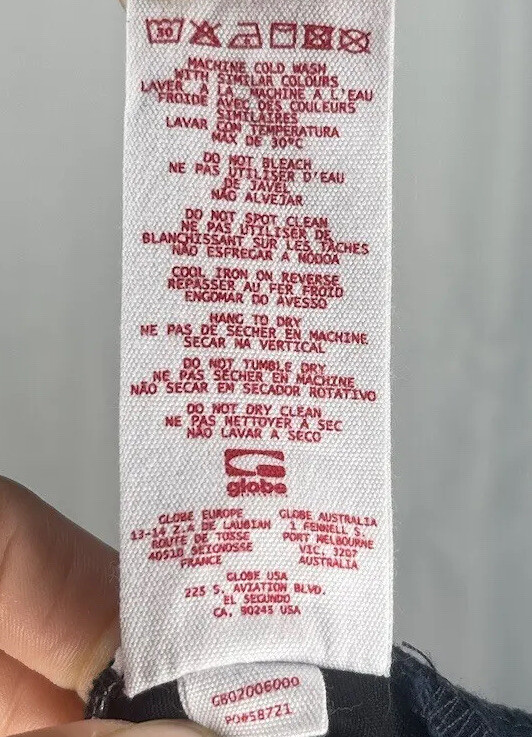 30
MACHINE COLD WASH
WITH SIMILAR COLOURS
LAVER À LA MACHINE A L'EAU
FROIDE AVEC DES COULEURS
SIMILAIRES
LAVAR COM TEMPERATURA
MAX DE 30ºC
DO NOT BLEACH
NE PAS UTILISER D'EAU
DE JAVEL
NÃO ALVEJAR
DO NOT SPOT CLEAN
NE PAS UTILISER DE
BLANCHISSANT SUR LES TÂCHES
NÃO ESFREGAR A NÓDOA
COOL IRON ON REVERSE
REPASSER AU FER FROID
ENGOMAR DO AVESSO
HANG TO DRY
NE PAS DE SÉCHER EN MACHINE
SECAR NA VERTICAL
DO NOT TUMBLE DRY
NE PAS SÉCHER EN MACHINE
NÃO SECAR EM SECADOR ROTATIVO
DO NOT DRY CLEAN
NE PAS NETTOYER À SEC
NÃO LAVAR A SECO
globe
GLOBE EUROPE
13-14 Z.A DE LAUBIAN
ROUTE DE TOSSE
40510 SEIGNOSSE
FRANCE
GLOBE AUSTRALIA
1 FENNELL S.
PORT MELBOURNE
VIC, 3207
AUSTRALIA
GLOBE USA
225 S. AVIATION BLVD.
EL SEGUNDO
CA, 90245 USA
GB02006000
PO#58721